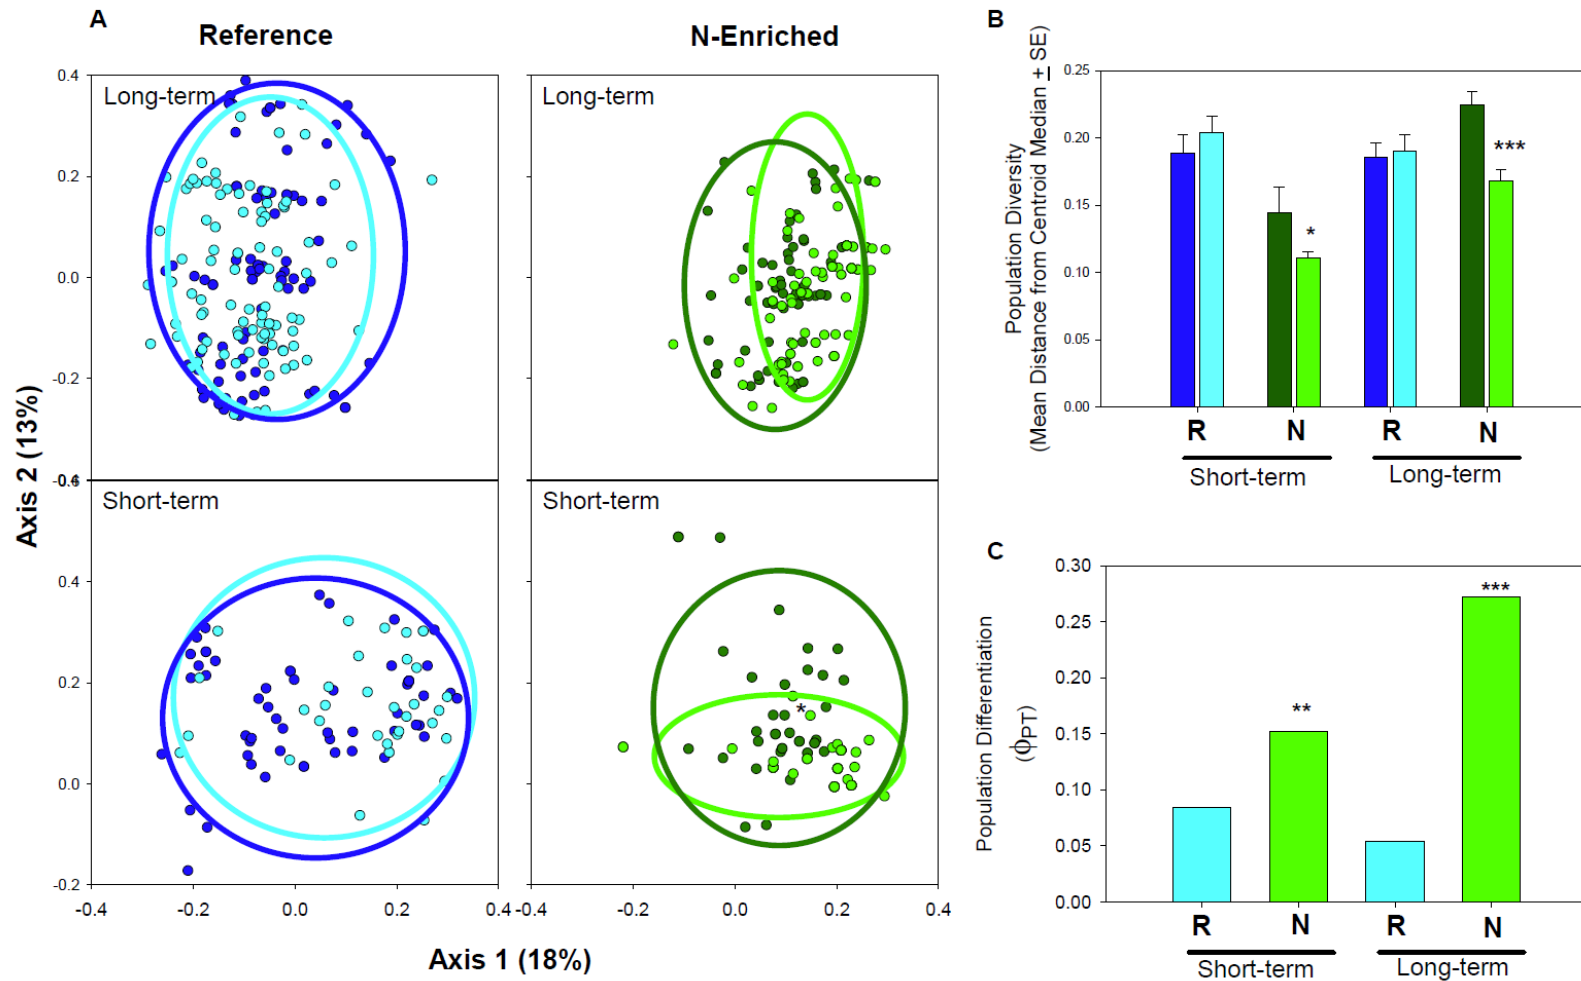 A
Reference
N-Enriched
Long-term
Long-term
0.4
0.2
0.0
-0.2
Short-term
Short-term
0.4
0.2
0.0
-0.2
-0.4
-0.2
0.0
0.2
0.4
-0.4
-0.2
0.0
0.2
0.4
*
Axis 2 (13%)
Axis 1 (18%)
B
Population Diversity
(Mean Distance from Centroid Median ± SE)
0.25
0.20
0.15
0.10
0.05
0.00
*
***
R
N
R
N
Short-term
Long-term
C
Population Differentiation
(ϕPT)
0.30
0.25
0.20
0.15
0.10
0.05
0.00
**
***
R
N
R
N
Short-term
Long-term